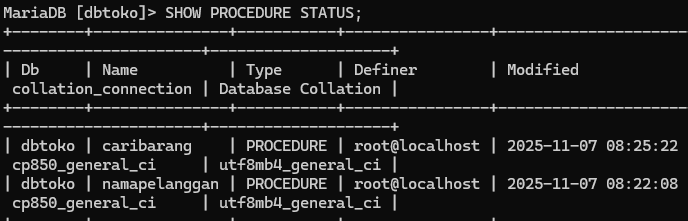 MariaDB [dbtoko]> SHOW PROCEDURE STATUS;
+--------+---------------+-----------+----------------+---------------------
----------------------+--------------------+
| Db     | Name          | Type      | Definer        | Modified
 collation_connection | Database Collation |
+--------+---------------+-----------+----------------+---------------------
----------------------+--------------------+
| dbtoko | caribarang    | PROCEDURE | root@localhost | 2025-11-07 08:25:22
 cp850_general_ci     | utf8mb4_general_ci |
| dbtoko | namapelanggan | PROCEDURE | root@localhost | 2025-11-07 08:22:08
 cp850_general_ci     | utf8mb4_general_ci |